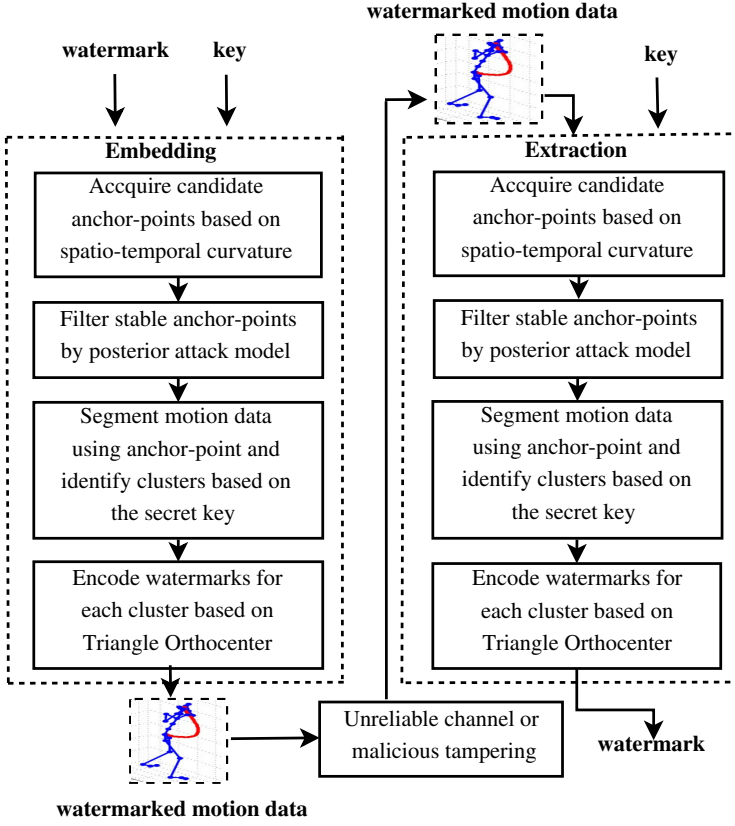 watermark key
Embedding
Accquire candidate
anchor-points based on
spatio-temporal curvature
Filter stable anchor-points
by posterior attack model
Segment motion data
using anchor-point and
identify clusters based on
the secret key
Encode watermarks for
each cluster based on
Triangle Orthocenter
watermarked motion data
Unreliable channel or
malicious tampering
watermarked motion data
key
Extraction
Accquire candidate
anchor-points based on
spatio-temporal curvature
Filter stable anchor-points
by posterior attack model
Segment motion data
using anchor-point and
identify clusters based on
the secret key
Encode watermarks for
each cluster based on
Triangle Orthocenter
watermark